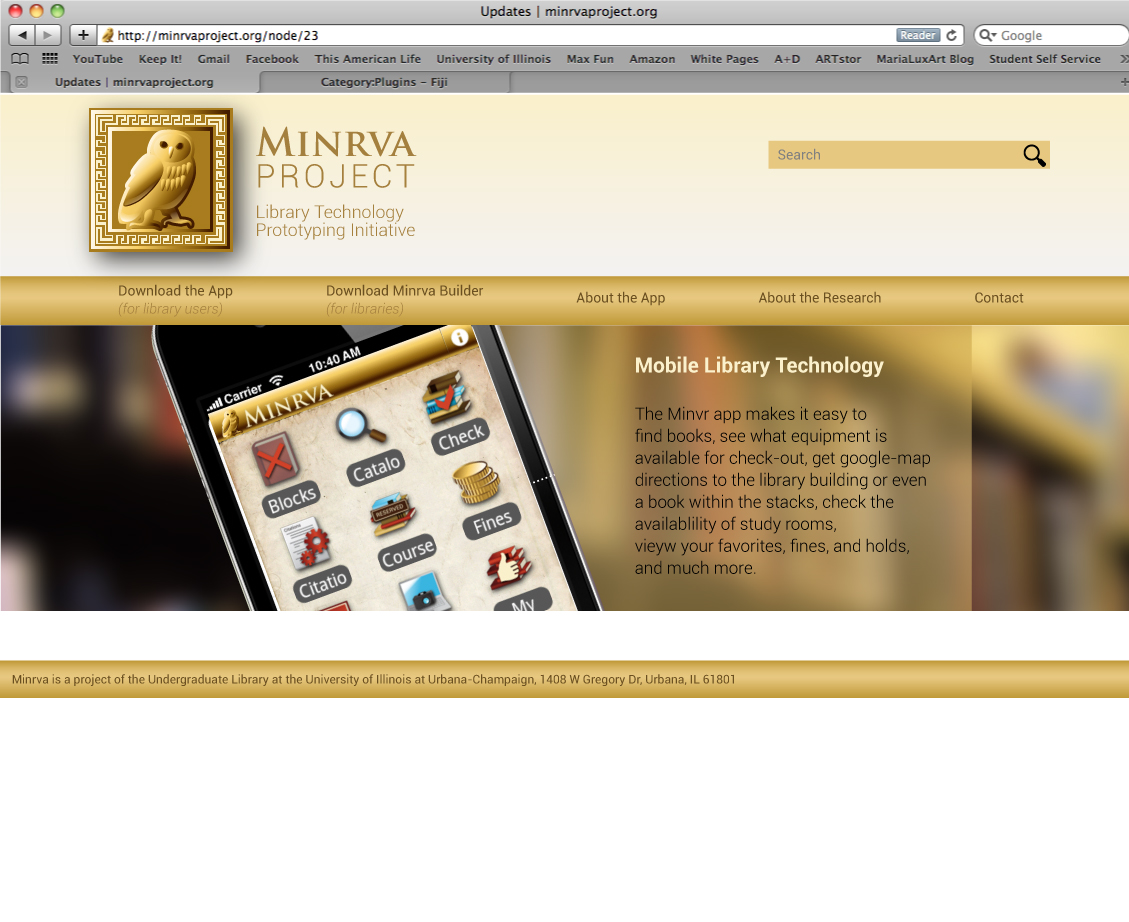 Updates | minrvaproject.org
http://minrvaproject.org/node/23
Reader
Google
YouTube Keep It! Gmail Facebook This American Life University of Illinois Max Fun Amazon White Pages A+D ARTstor MariaLuxArt Blog Student Self Service
Updates | minrvaproject.org
Category:Plugins – Fiji
MINRVA
PROJECT
Library Technology
Prototyping Initiative
Search
Download the App
(for library users)
Download Minrva Builder
(for libraries)
About the App
About the Research
Contact
Carrier 10:40 AM
MINRVA
Blocks
Catalo
Check
Citatio
Course
Fines
My
Mobile Library Technology
The Minvr app makes it easy to
find books, see what equipment is
available for check-out, get google-map
directions to the library building or even
a book within the stacks, check the
availablility of study rooms,
vieyw your favorites, fines, and holds,
and much more.
Minrva is a project of the Undergraduate Library at the University of Illinois at Urbana-Champaign, 1408 W Gregory Dr, Urbana, IL 61801